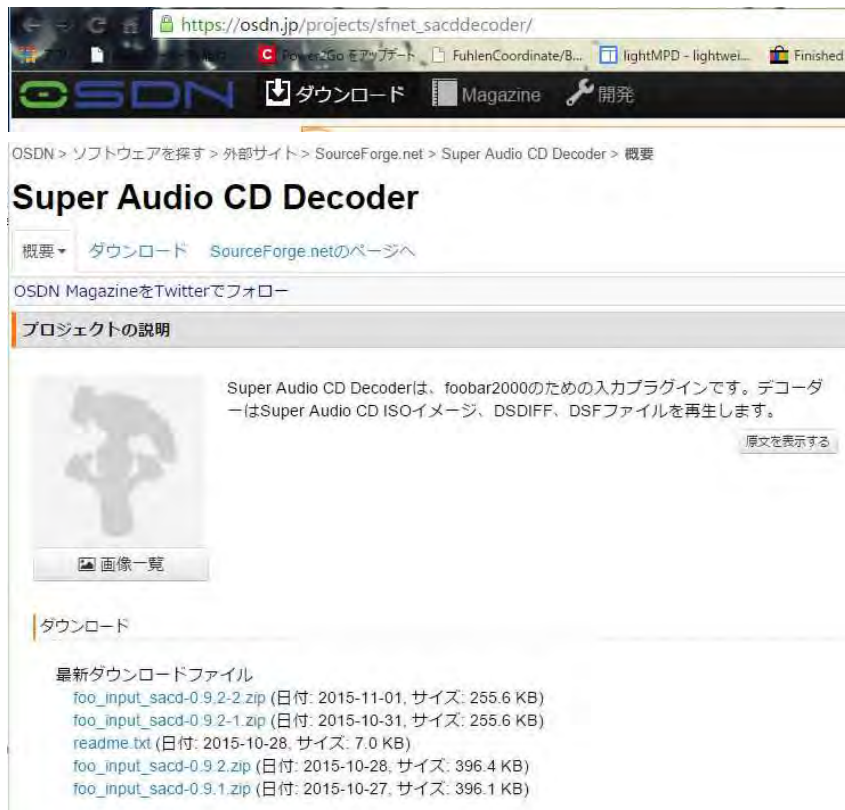 https://osdn.jp/projects/sfnet_sacddecoder/
Power2Go をアップデート FuhlenCoordinate/B... lightMPD - lightwei... Finished
OSDN ダウンロード Magazine 開発
OSDN > ソフトウェアを探す > 外部サイト > SourceForge.net > Super Audio CD Decoder > 概要
Super Audio CD Decoder
概要 ダウンロード SourceForge.netのページへ
OSDN MagazineをTwitterでフォロー
プロジェクトの説明
Super Audio CD Decoderは、foobar2000のための入力プラグインです。デコーダ
ーはSuper Audio CD ISOイメージ、DSDIFF、DSFファイルを再生します。
原文を表示する
画像一覧
ダウンロード
最新ダウンロードファイル
foo_input_sacd-0.9.2-2.zip (日付: 2015-11-01, サイズ: 255.6 KB)
foo_input_sacd-0.9.2-1.zip (日付: 2015-10-31, サイズ: 255.6 KB)
readme.txt (日付: 2015-10-28, サイズ: 7.0 KB)
foo_input_sacd-0.9.2.zip (日付: 2015-10-28, サイズ: 396.4 KB)
foo_input_sacd-0.9.1.zip (日付: 2015-10-27, サイズ: 396.1 KB)